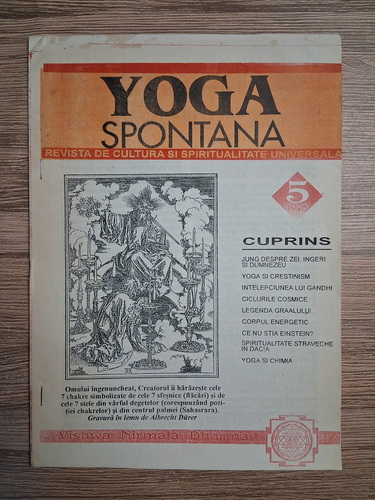 YOGA
SPONTANA
REVISTA DE CULTURA SI SPIRITUALITATE UNIVERSALA
5
CUPRINS
JUNG DESPRE ZEI, INGERI
SI DUMNEZEU
YOGA SI CRESTINISM
INTELEPCIUNEA LUI GANDHI
CICLURILE COSMICE
LEGENDA GRAALULUI
CORPUL ENERGETIC
CE NU STIA EINSTEIN?
SPIRITUALITATE STRAVECHE
IN DACIA
YOGA SI CHIMIA
Omului îngenuncheat, Creatorul îi hărăzeşte cele
7 chakre simbolizate de cele 7 sfeşnice (flăcări) şi de
cele 7 stele din vârful degetelor (corespunzând pozi-
ţiei chakrelor) şi din centrul palmei (Sahasrara).
Gravură în lemn de Albrecht Dürer
Vishwa Nirmala Dharma